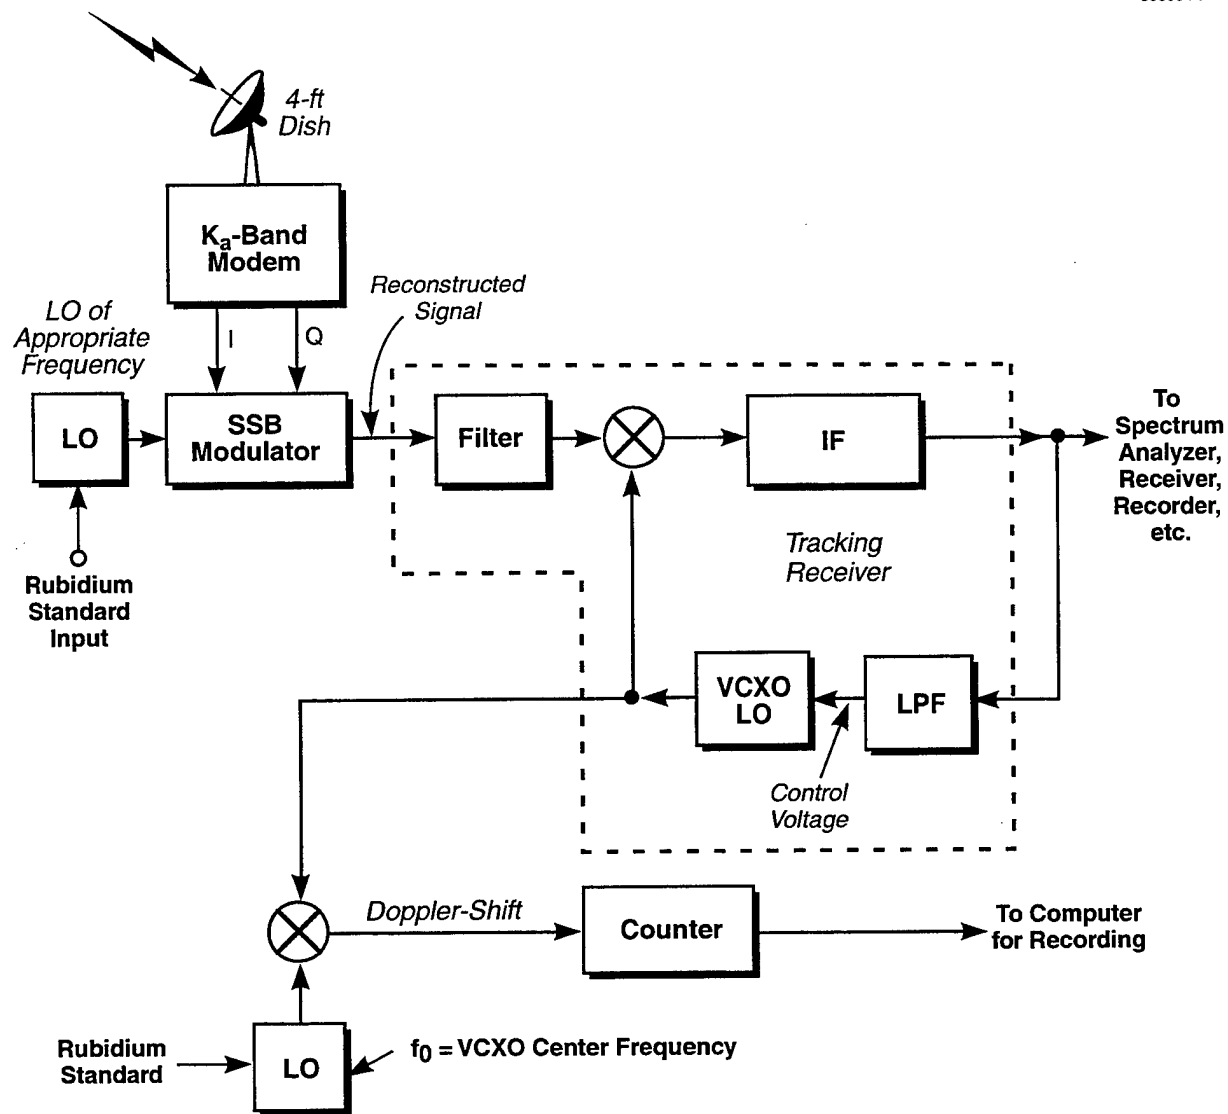 4-ft
Dish
Ka-Band
Modem
I
Q
Reconstructed
Signal
LO of
Appropriate
Frequency
LO
SSB
Modulator
Filter
IF
To
Spectrum
Analyzer,
Receiver,
Recorder,
etc.
Rubidium
Standard
Input
Tracking
Receiver
VCXO
LO
LPF
Control
Voltage
Doppler-Shift
Counter
To Computer
for Recording
Rubidium
Standard
LO
f0 = VCXO Center Frequency